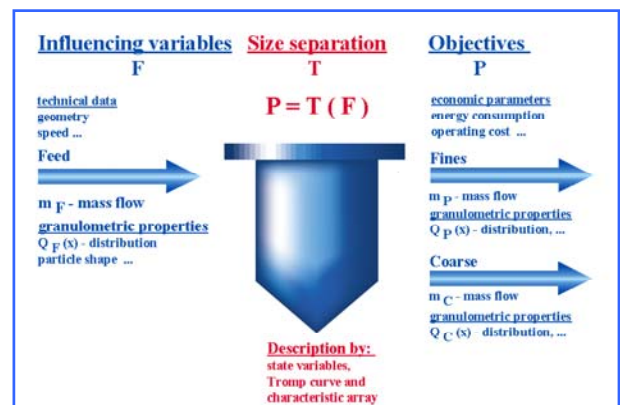 Influencing variables
F
technical data
geometry
speed ...
Feed
m F - mass flow
granulometric properties
Q F (x) - distribution
particle shape ...
Size separation
T
P = T ( F )
Description by:
state variables,
Tromp curve and
characteristic array
Objectives
P
economic parameters
energy consumption
operating cost ...
Fines
m P - mass flow
granulometric properties
Q P (x) - distribution, ...
Coarse
m C - mass flow
granulometric properties
Q C (x) - distribution, ...